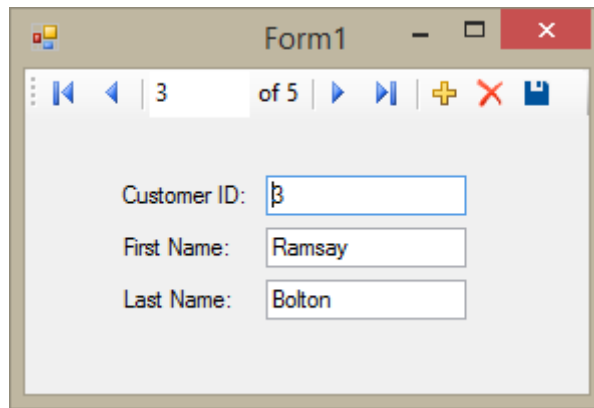 Form1
3 of 5
Customer ID: 3
First Name: Ramsay
Last Name: Bolton